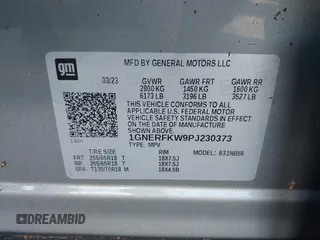 gm
MFD BY GENERAL MOTORS LLC
03/23 GVWR GAWR FRT GAWR RR
2800 KG 1450 KG 1600 KG
6173 LB 3196 LB 3527 LB
THIS VEHICLE CONFORMS TO ALL APPLICABLE
U.S. FEDERAL MOTOR VEHICLE SAFETY
STANDARDS IN EFFECT ON THE DATE OF
MANUFACTURE SHOWN ABOVE.
1GNERFKW9PJ230373
TYPE: MPV MODEL:
TIRE SIZE RIM
FRT 255/65R18 T 18X7.5J
RR 255/65R18 T 18X7.5J
SPA T135/70R18 M 18X4.5B
AUTOHELPERBOT.COM